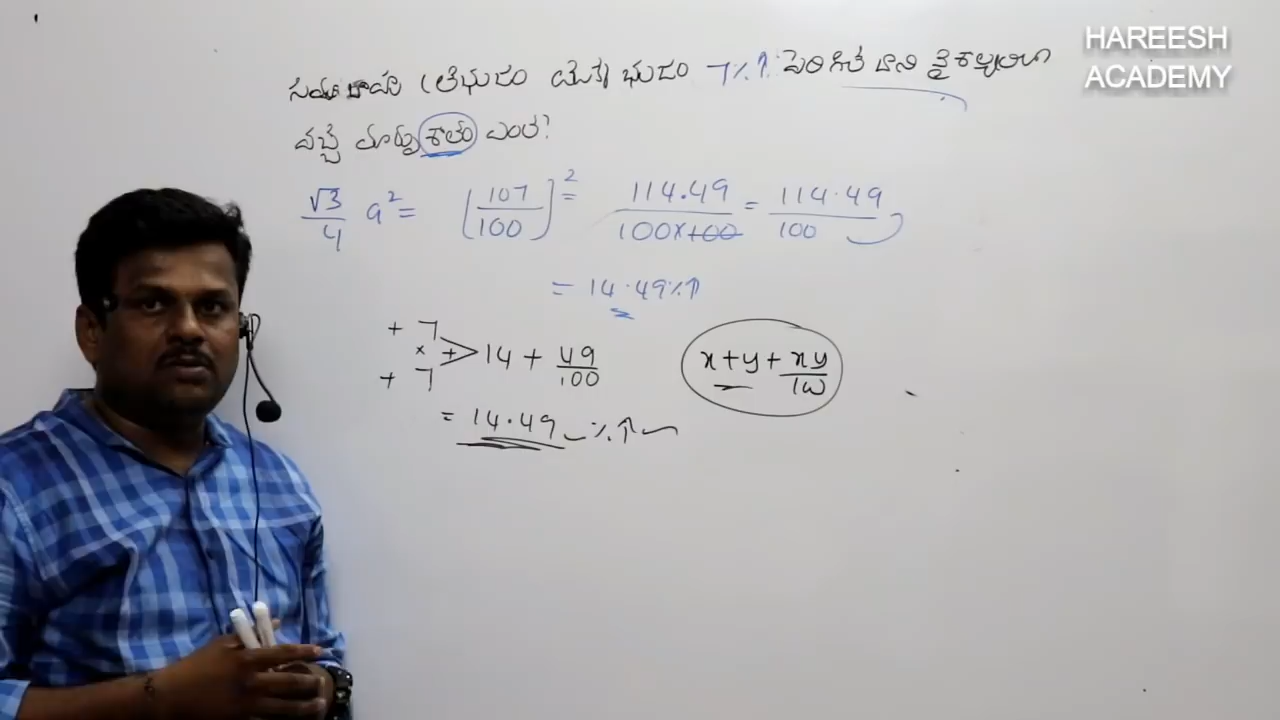 HAREESH
ACADEMY
సమబాహు త్రిభుజం యొక్క భుజం 7%↑ పెరిగిన దాని వైశాల్యంలో
వచ్చే మార్పు శాతం ఎంత?
√3/4 a² = (107/100)² = 114.49/100×100 = 114.49/100
= 14.49%↑
+ 7
× + > 14 + 49/100
+ 7
x + y + xy/100
= 14.49 %↑